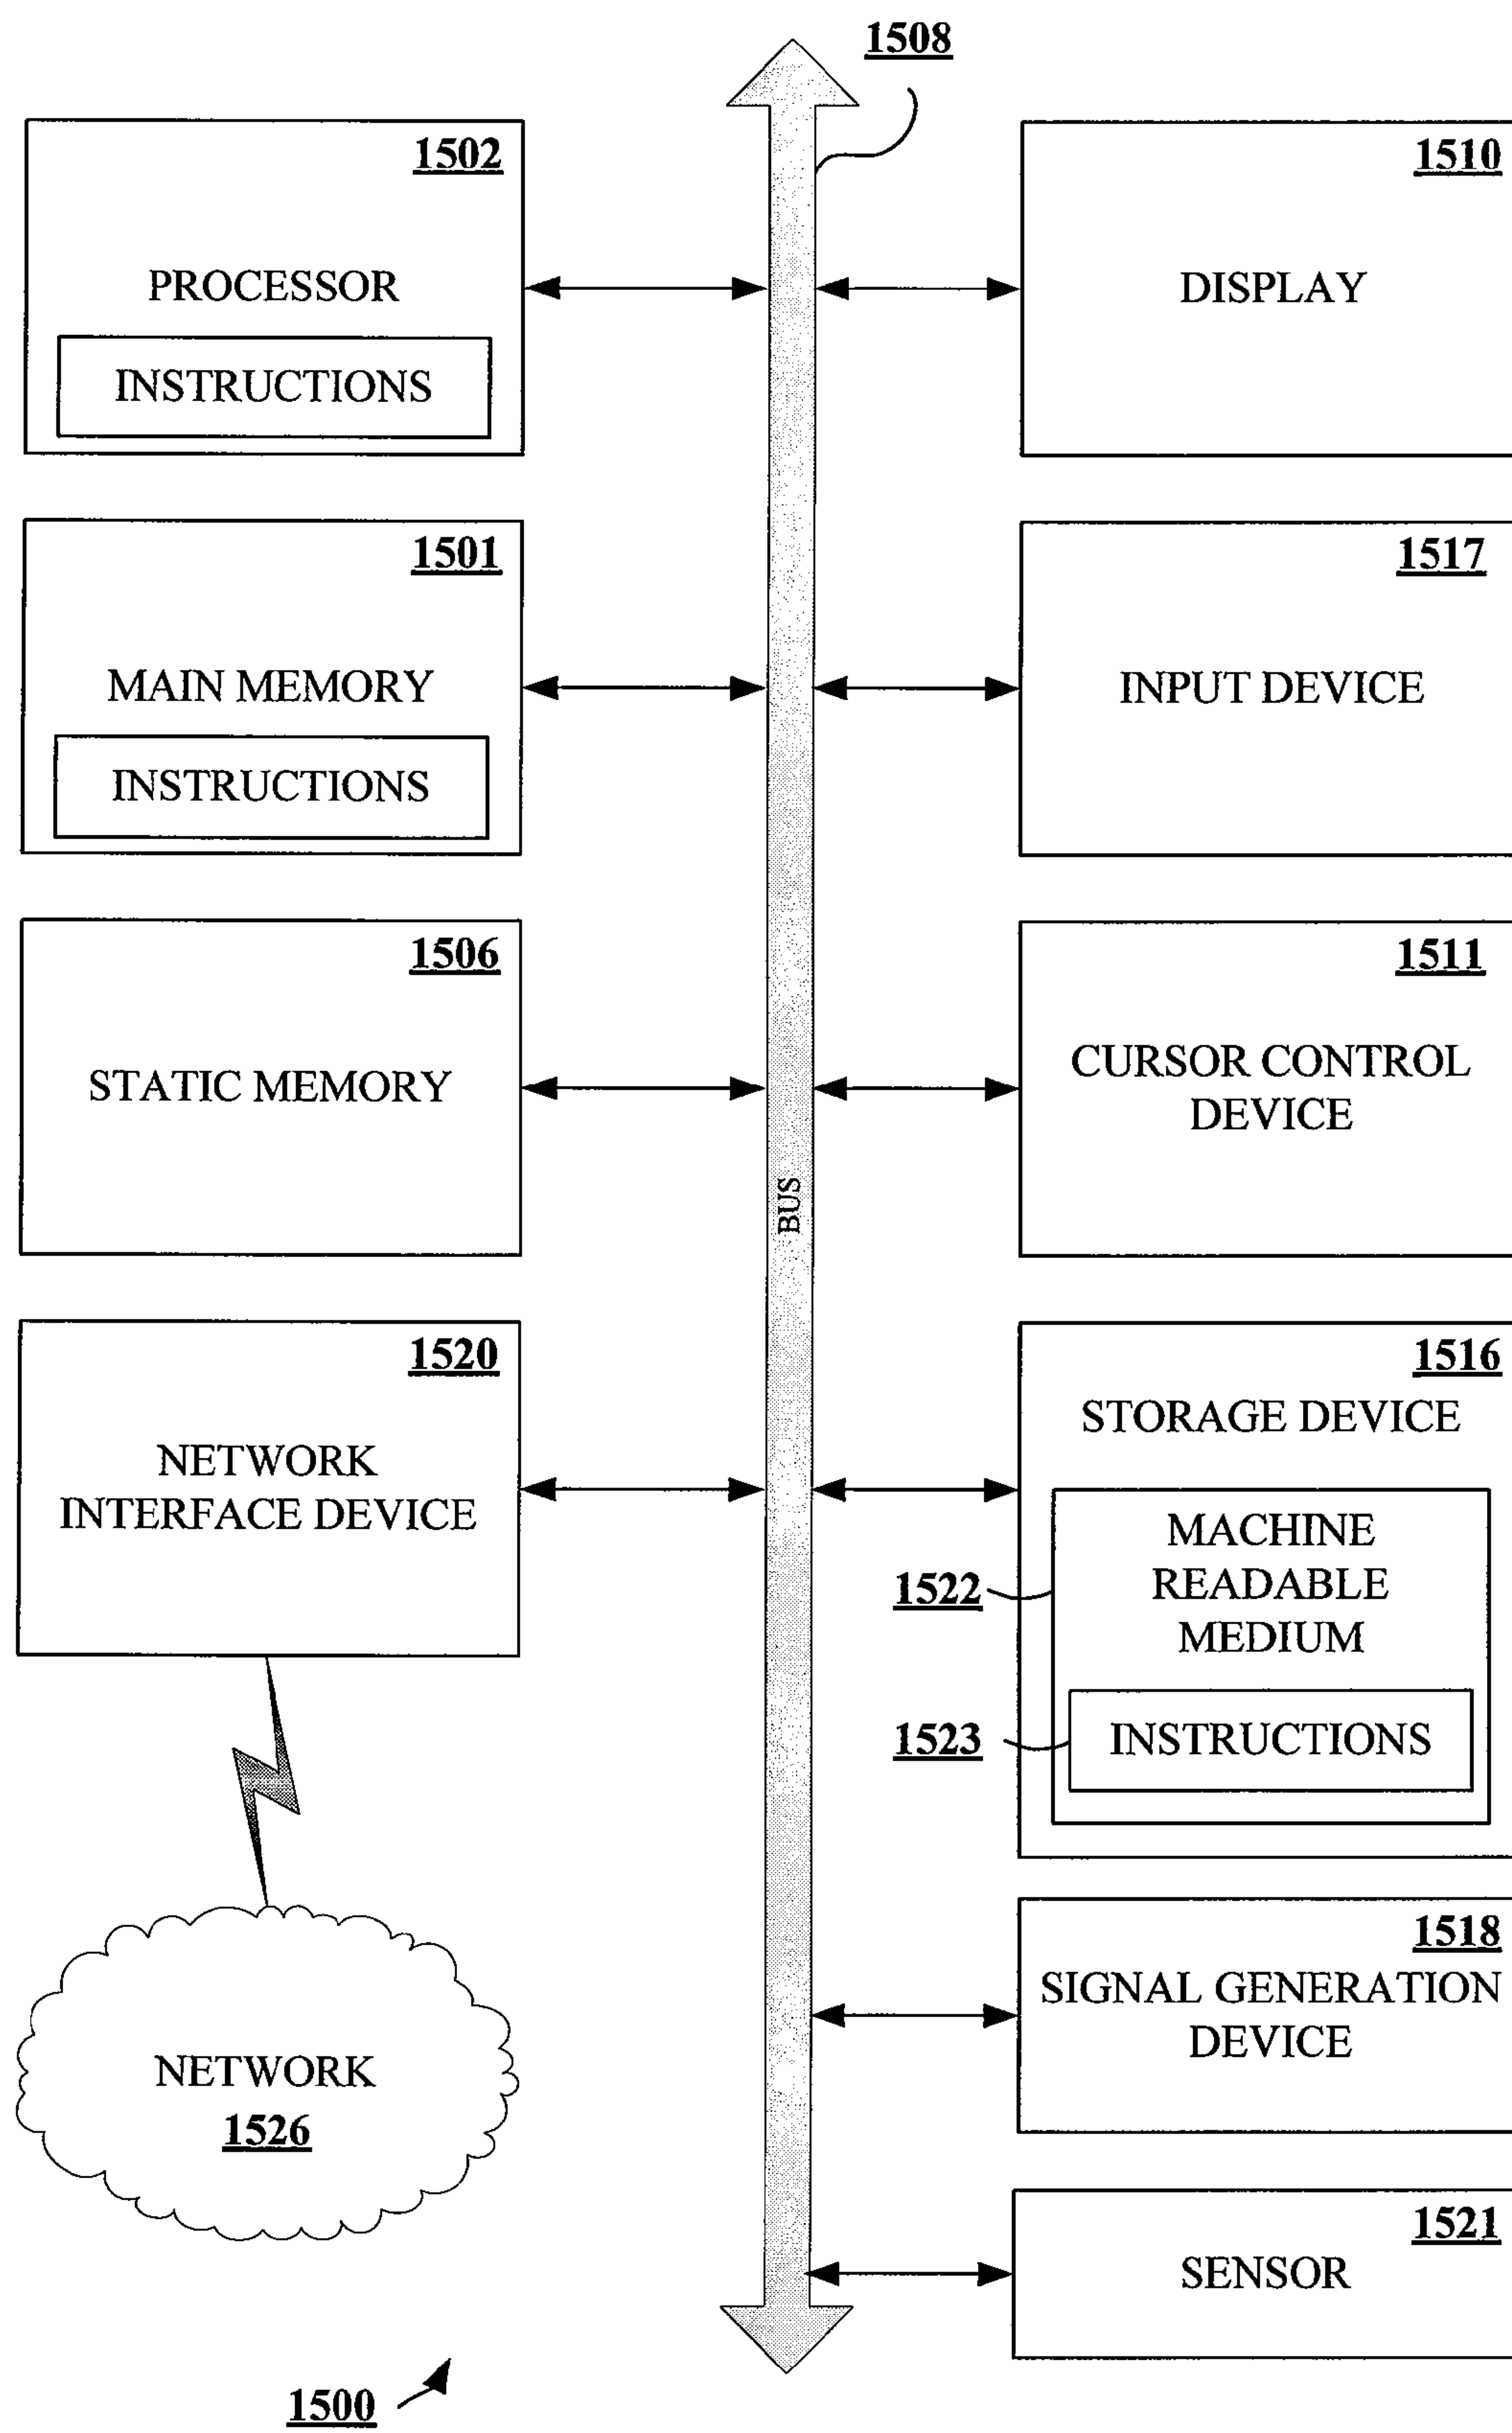 1508
1502
PROCESSOR
INSTRUCTIONS
1501
MAIN MEMORY
INSTRUCTIONS
1506
STATIC MEMORY
1520
NETWORK
INTERFACE DEVICE
NETWORK
1526
1500
BUS
1510
DISPLAY
1517
INPUT DEVICE
1511
CURSOR CONTROL
DEVICE
1516
STORAGE DEVICE
MACHINE
READABLE
MEDIUM
1522
INSTRUCTIONS
1523
1518
SIGNAL GENERATION
DEVICE
1521
SENSOR